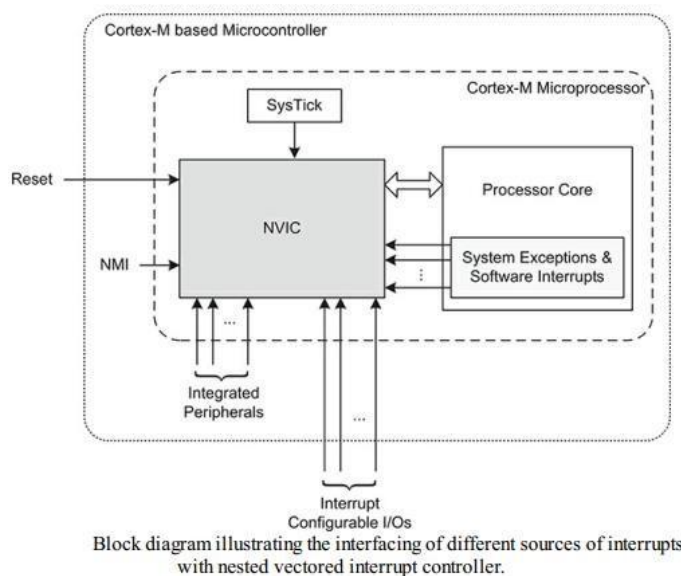 Cortex-M based Microcontroller
Cortex-M Microprocessor
SysTick
Reset
Processor Core
NVIC
NMI
System Exceptions &
Software Interrupts
...
...
Integrated
Peripherals
...
Interrupt
Configurable I/Os
Block diagram illustrating the interfacing of different sources of interrupts
with nested vectored interrupt controller.